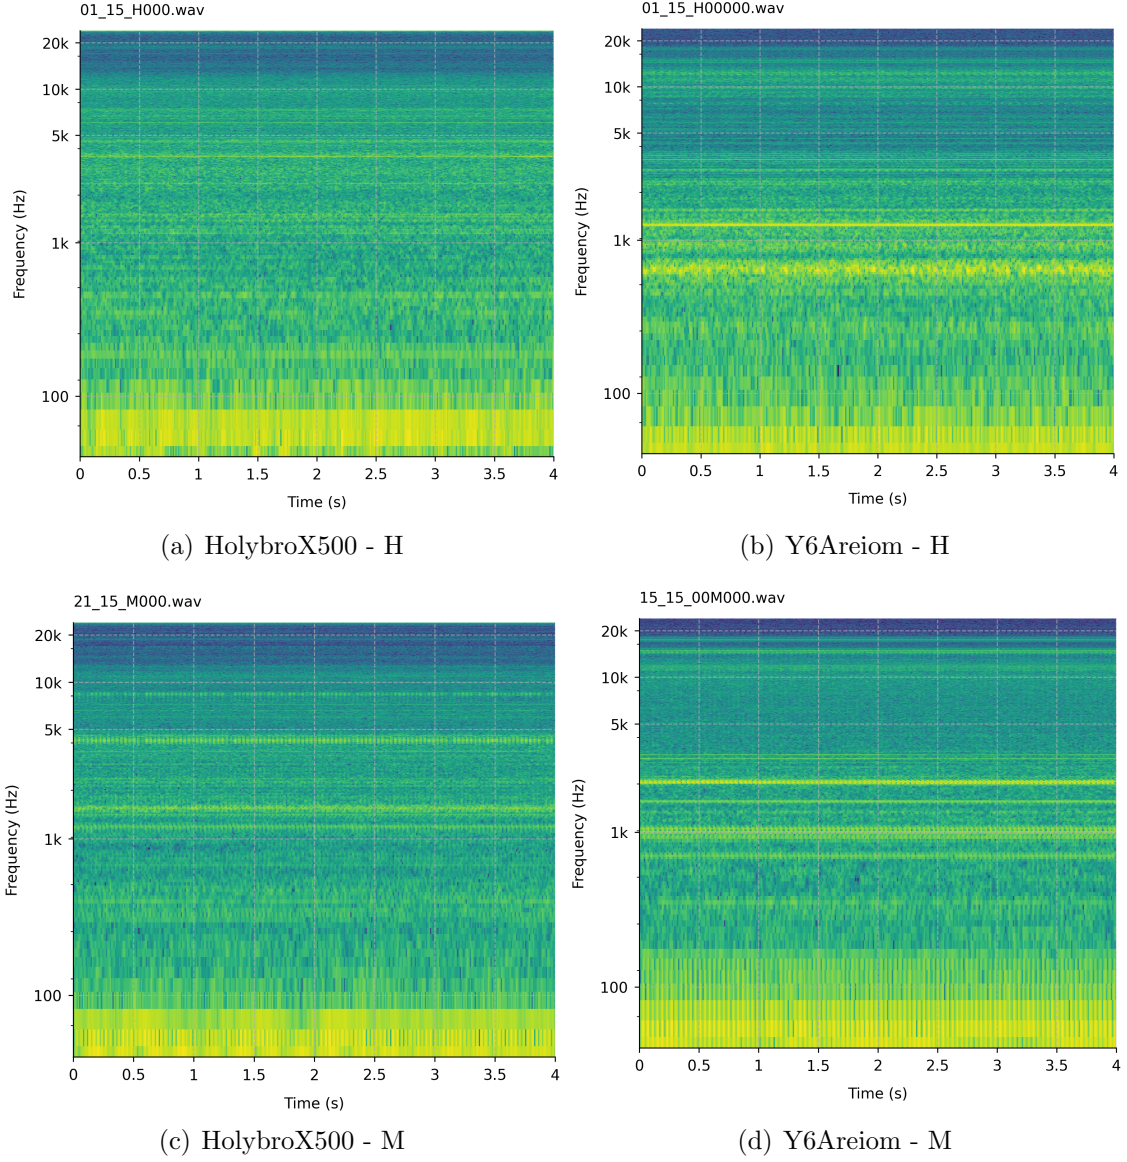 01_15_H000.wav
20k
10k
5k
1k
100
Frequency (Hz)
0 0.5 1 1.5 2 2.5 3 3.5 4
Time (s)
(a) HolybroX500 - H
01_15_H00000.wav
20k
10k
5k
1k
100
Frequency (Hz)
0 0.5 1 1.5 2 2.5 3 3.5 4
Time (s)
(b) Y6Areiom - H
21_15_M000.wav
20k
10k
5k
1k
100
Frequency (Hz)
0 0.5 1 1.5 2 2.5 3 3.5 4
Time (s)
(c) HolybroX500 - M
15_15_00M000.wav
20k
10k
5k
1k
100
Frequency (Hz)
0 0.5 1 1.5 2 2.5 3 3.5 4
Time (s)
(d) Y6Areiom - M